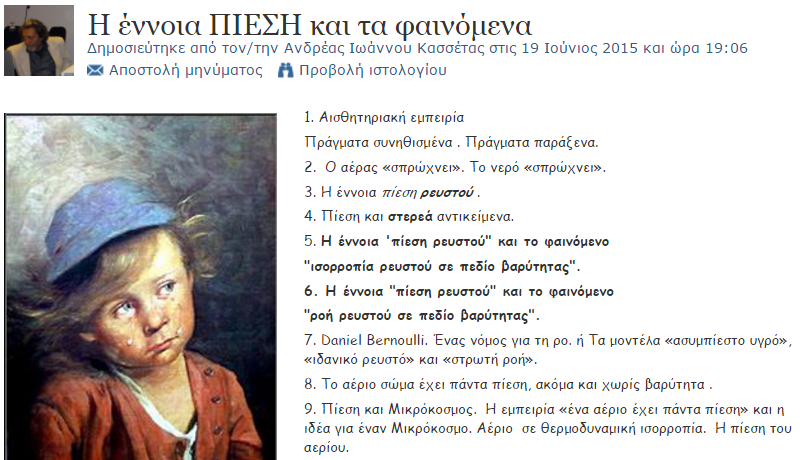 Η έννοια ΠΙΕΣΗ και τα φαινόμενα
Δημοσιεύτηκε από τον/την Ανδρέας Ιωάννου Κασσέτας στις 19 Ιούνιος 2015 και ώρα 19:06
Αποστολή μηνύματος Προβολή ιστολογίου
1. Αισθητηριακή εμπειρία
Πράγματα συνηθισμένα . Πράγματα παράξενα.
2. Ο αέρας «σπρώχνει». Το νερό «σπρώχνει».
3. Η έννοια πίεση ρευστού .
4. Πίεση και στερεά αντικείμενα.
5. Η έννοια 'πίεση ρευστού" και το φαινόμενο
"ισορροπία ρευστού σε πεδίο βαρύτητας".
6. Η έννοια "πίεση ρευστού" και το φαινόμενο
"ροή ρευστού σε πεδίο βαρύτητας".
7. Daniel Bernoulli. Ένας νόμος για τη ρο. ή Τα μοντέλα «ασυμπίεστο υγρό»,
«ιδανικό ρευστό» και «στρωτή ροή».
8. Το αέριο σώμα έχει πάντα πίεση, ακόμα και χωρίς βαρύτητα .
9. Πίεση και Μικρόκοσμος. Η εμπειρία «ένα αέριο έχει πάντα πίεση» και η
ιδέα για έναν Μικρόκοσμο. Αέριο σε θερμοδυναμική ισορροπία. Η πίεση του
αερίου.